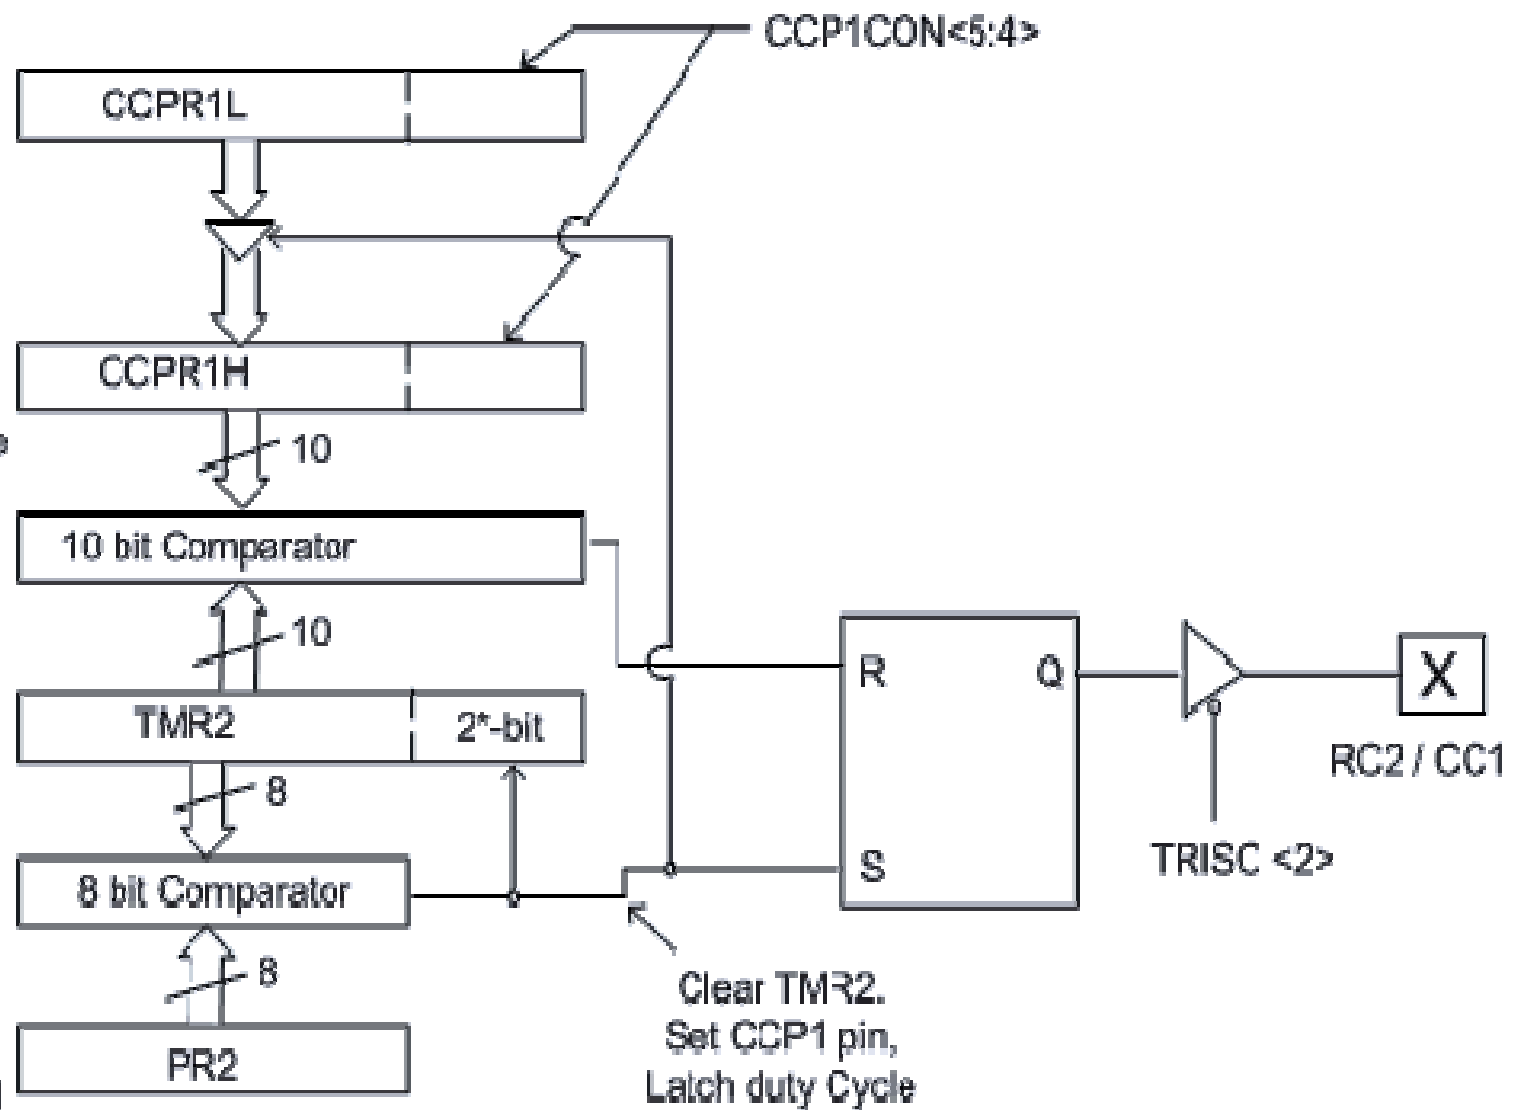 CCP1CON<5:4>
CCPR1L
CCPR1H
10
10 bit Comparator
10
TMR2
2*-bit
R
Q
X
RC2 / CC1
8
8 bit Comparator
S
TRISC <2>
8
Clear TMR2.
Set CCP1 pin,
Latch duty Cycle
PR2